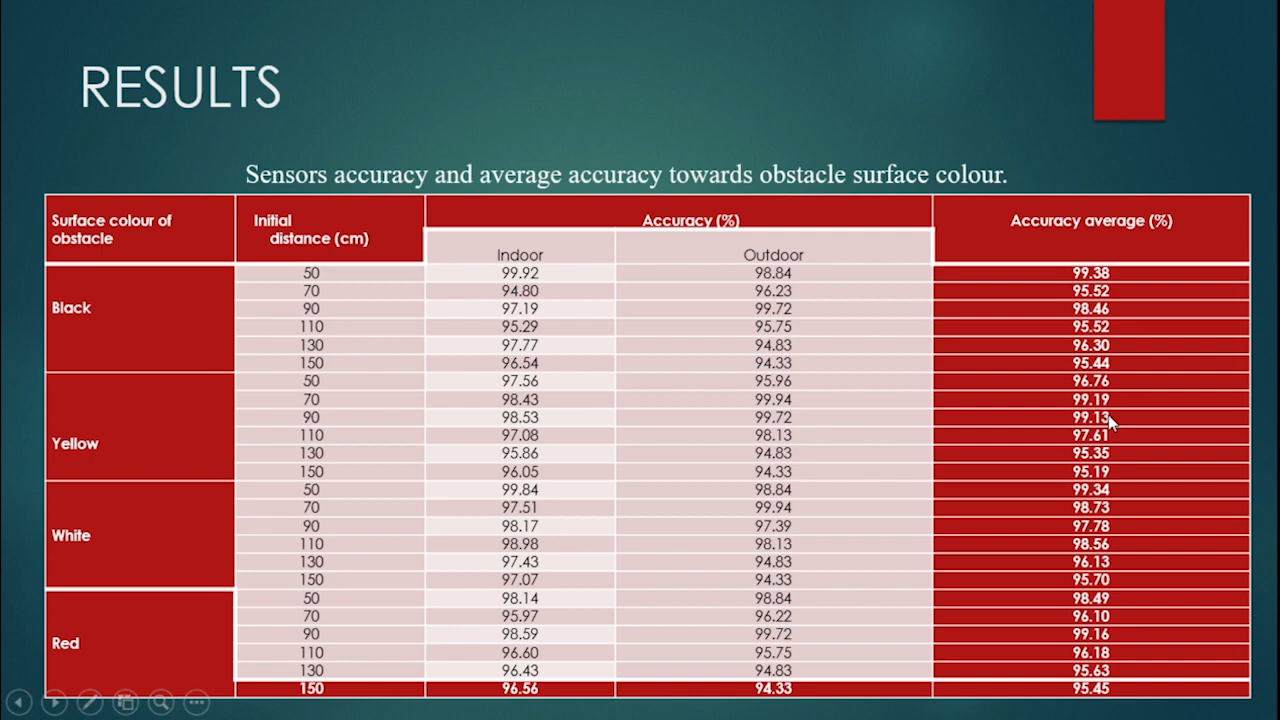 RESULTS
Sensors accuracy and average accuracy towards obstacle surface colour.
Surface colour of obstacle Initial distance (cm) Accuracy (%) Accuracy average (%)
Indoor Outdoor
Black
50 99.92 98.84 99.38
70 94.80 96.23 95.52
90 97.19 99.72 98.46
110 95.29 95.75 95.52
130 97.77 94.83 96.30
150 96.54 94.33 95.44
Yellow
50 97.56 95.96 96.76
70 98.43 99.94 99.19
90 98.53 99.72 99.13
110 97.08 98.13 97.61
130 95.86 94.83 95.35
150 96.05 94.33 95.19
White
50 99.84 98.84 99.34
70 97.51 99.94 98.73
90 98.17 97.39 97.78
110 98.98 98.13 98.56
130 97.43 94.83 96.13
150 97.07 94.33 95.70
Red
50 98.14 98.84 98.49
70 95.97 96.22 96.10
90 98.59 99.72 99.16
110 96.60 95.75 96.18
130 96.43 94.83 95.63
150 96.56 94.33 95.45